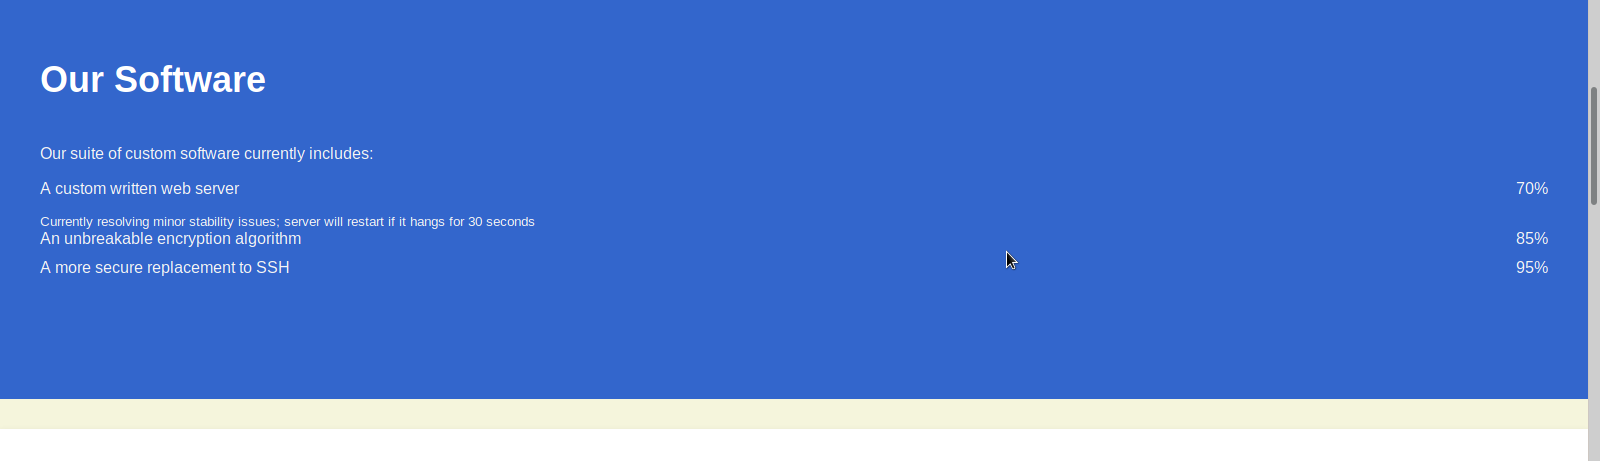 Our Software
Our suite of custom software currently includes:
A custom written web server 70%
Currently resolving minor stability issues; server will restart if it hangs for 30 seconds
An unbreakable encryption algorithm 85%
A more secure replacement to SSH 95%